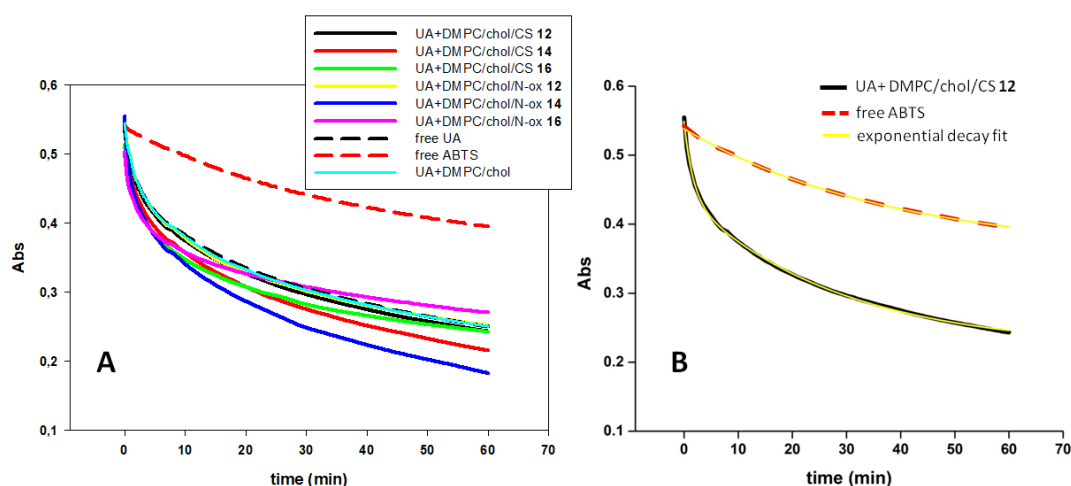 UA+DMPC/chol/CS 12
UA+DMPC/chol/CS 14
UA+DMPC/chol/CS 16
UA+DMPC/chol/N-ox 12
UA+DMPC/chol/N-ox 14
UA+DMPC/chol/N-ox 16
free UA
free ABTS
UA+DMPC/chol
0,6
0,5
0,4
0,3
0,2
0,1
Abs
A
0 10 20 30 40 50 60 70
time (min)
UA+ DMPC/chol/CS 12
free ABTS
exponential decay fit
0.6
0.5
0.4
0.3
0.2
0.1
Abs
B
0 10 20 30 40 50 60 70
time (min)